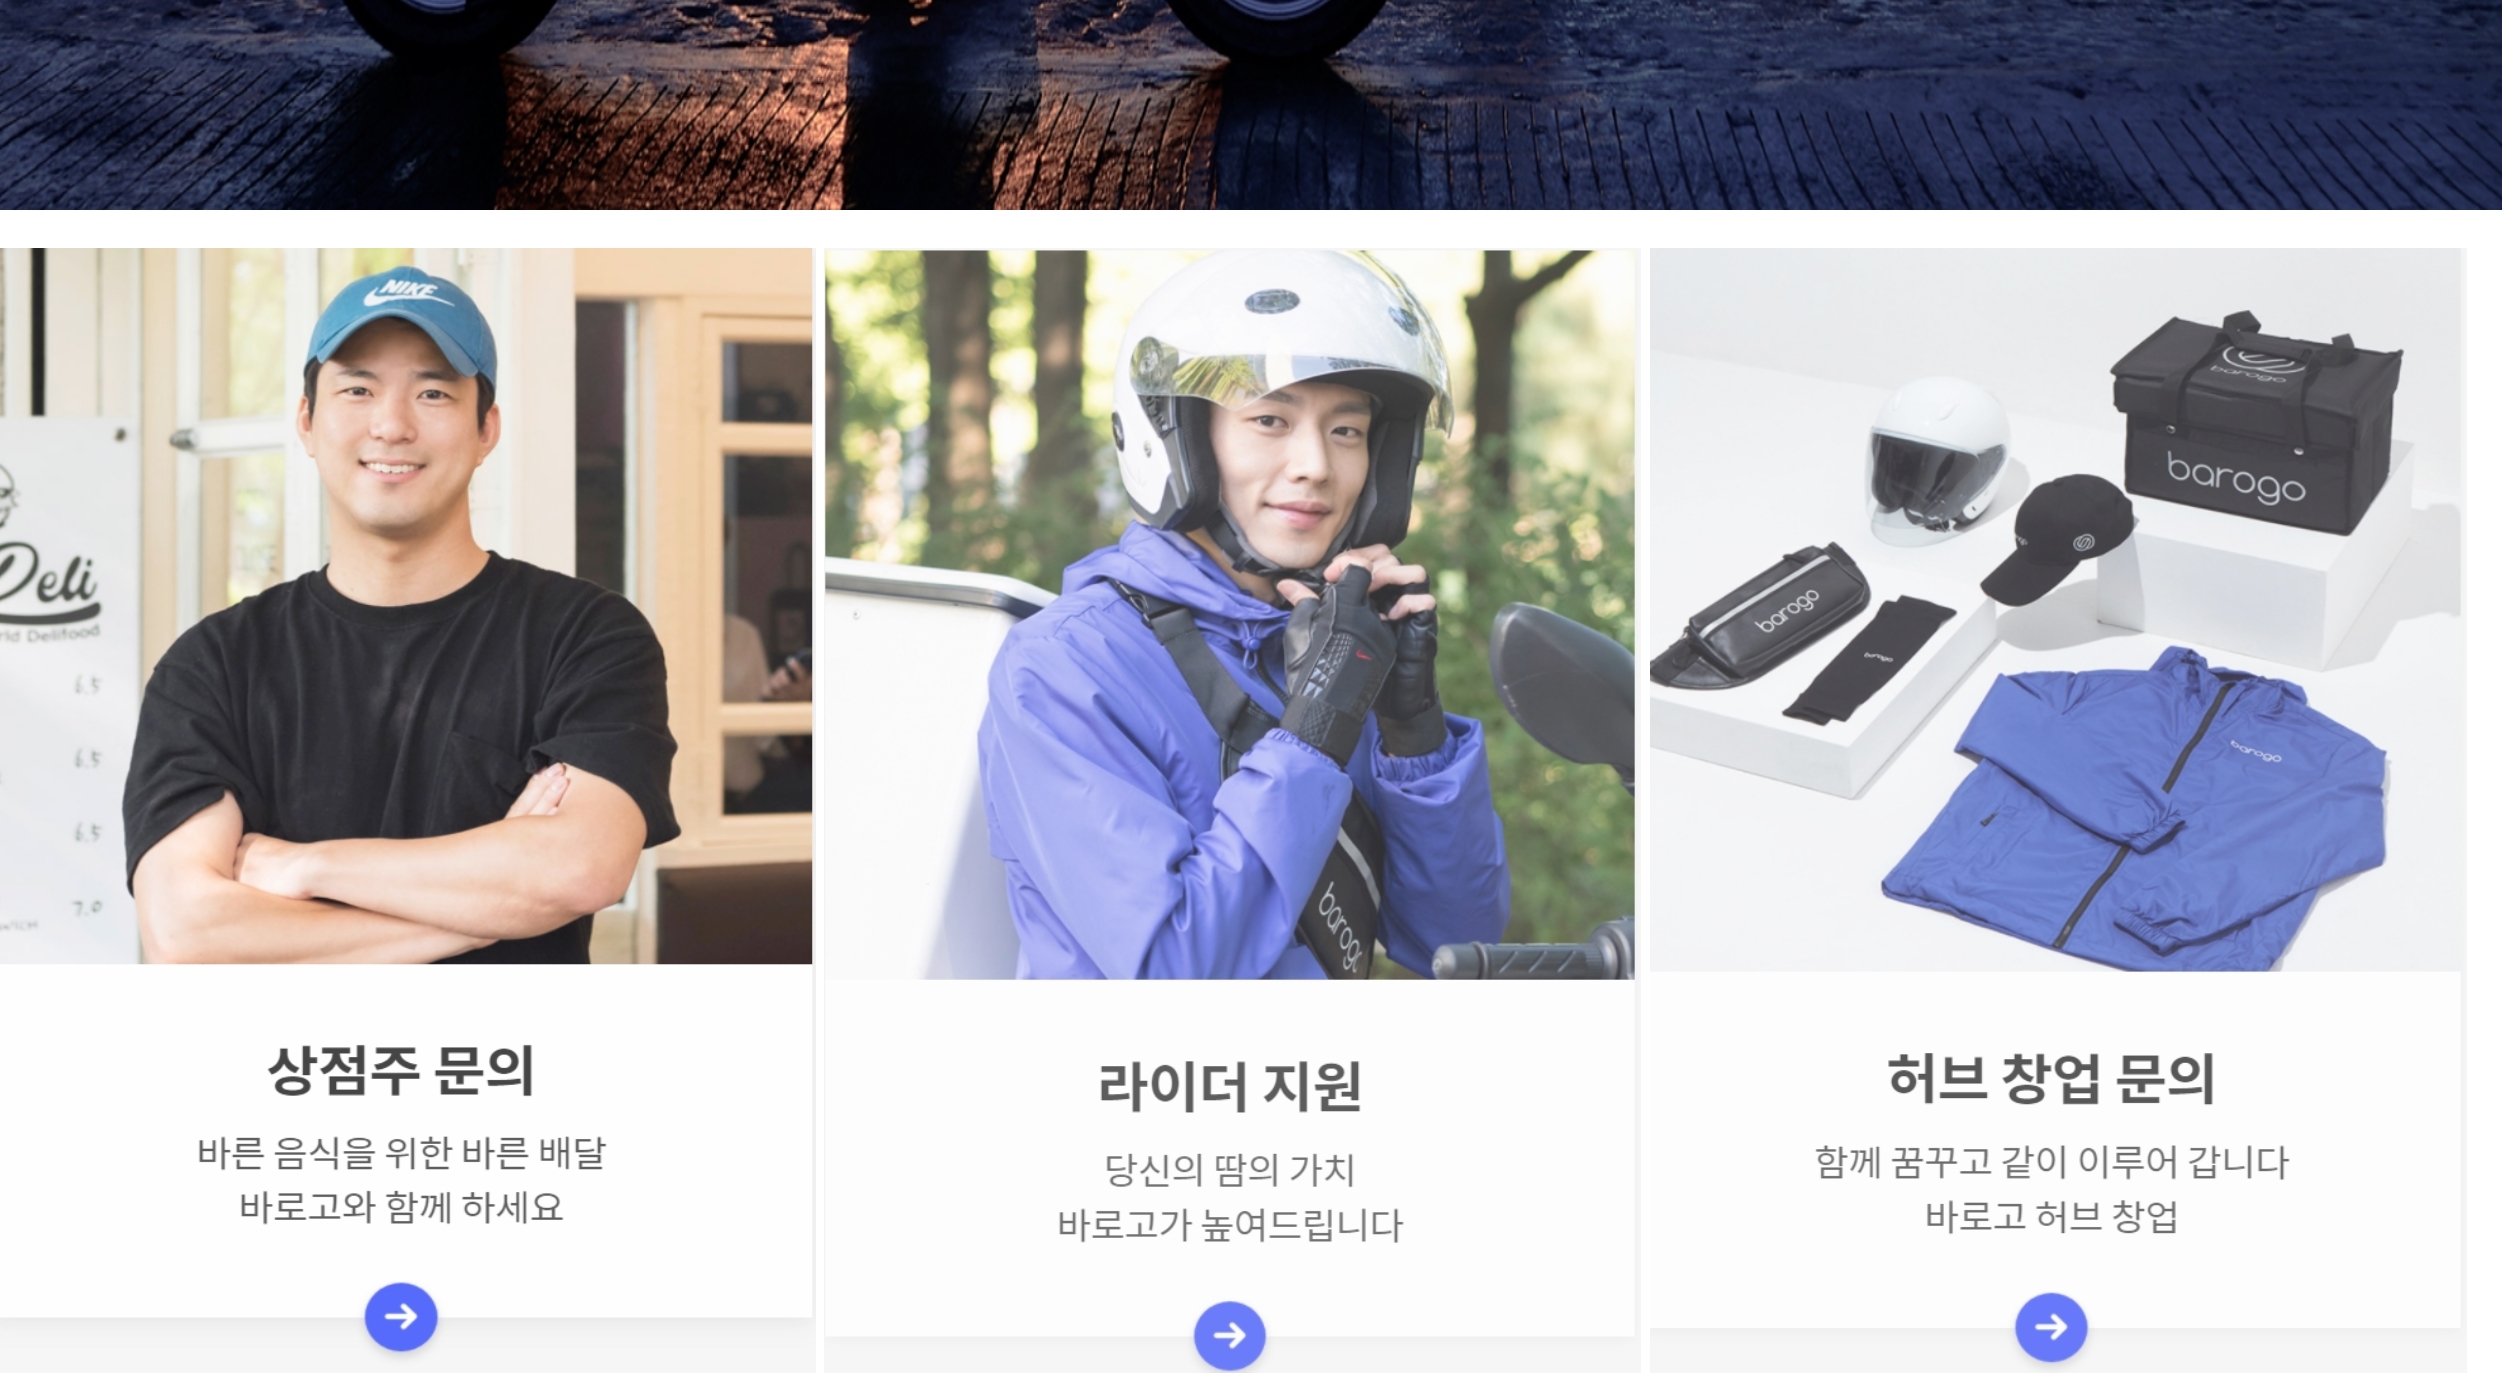 NIKE
Deli
rld Delifood
6.5
6.5
6.5
7.0
barogo
barogo
barogo
barogo
barogo
barogo
상점주 문의
바른 음식을 위한 바른 배달
바로고와 함께 하세요
라이더 지원
당신의 땀의 가치
바로고가 높여드립니다
허브 창업 문의
함께 꿈꾸고 같이 이루어 갑니다
바로고 허브 창업